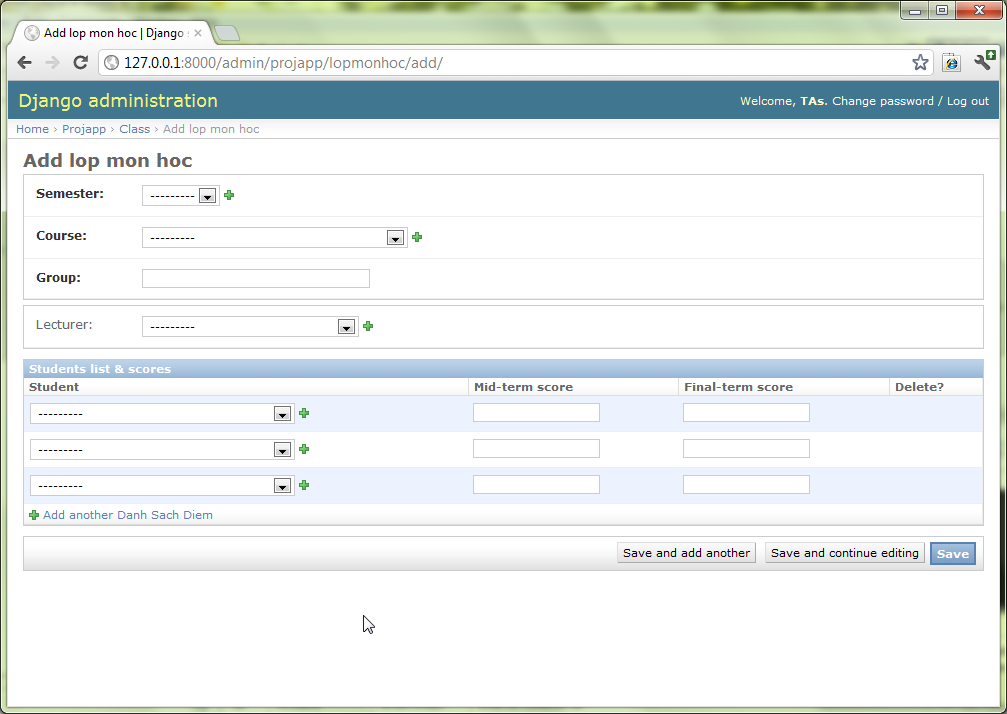 Add lop mon hoc | Django
127.0.0.1:8000/admin/projapp/lopmonhoc/add/
Django administration
Welcome, TAs. Change password / Log out
Home › Projapp › Class › Add lop mon hoc
Add lop mon hoc
Semester: ---------
Course: ---------
Group:
Lecturer: ---------
Students list & scores
Student Mid-term score Final-term score Delete?
---------
---------
---------
Add another Danh Sach Diem
Save and add another Save and continue editing Save